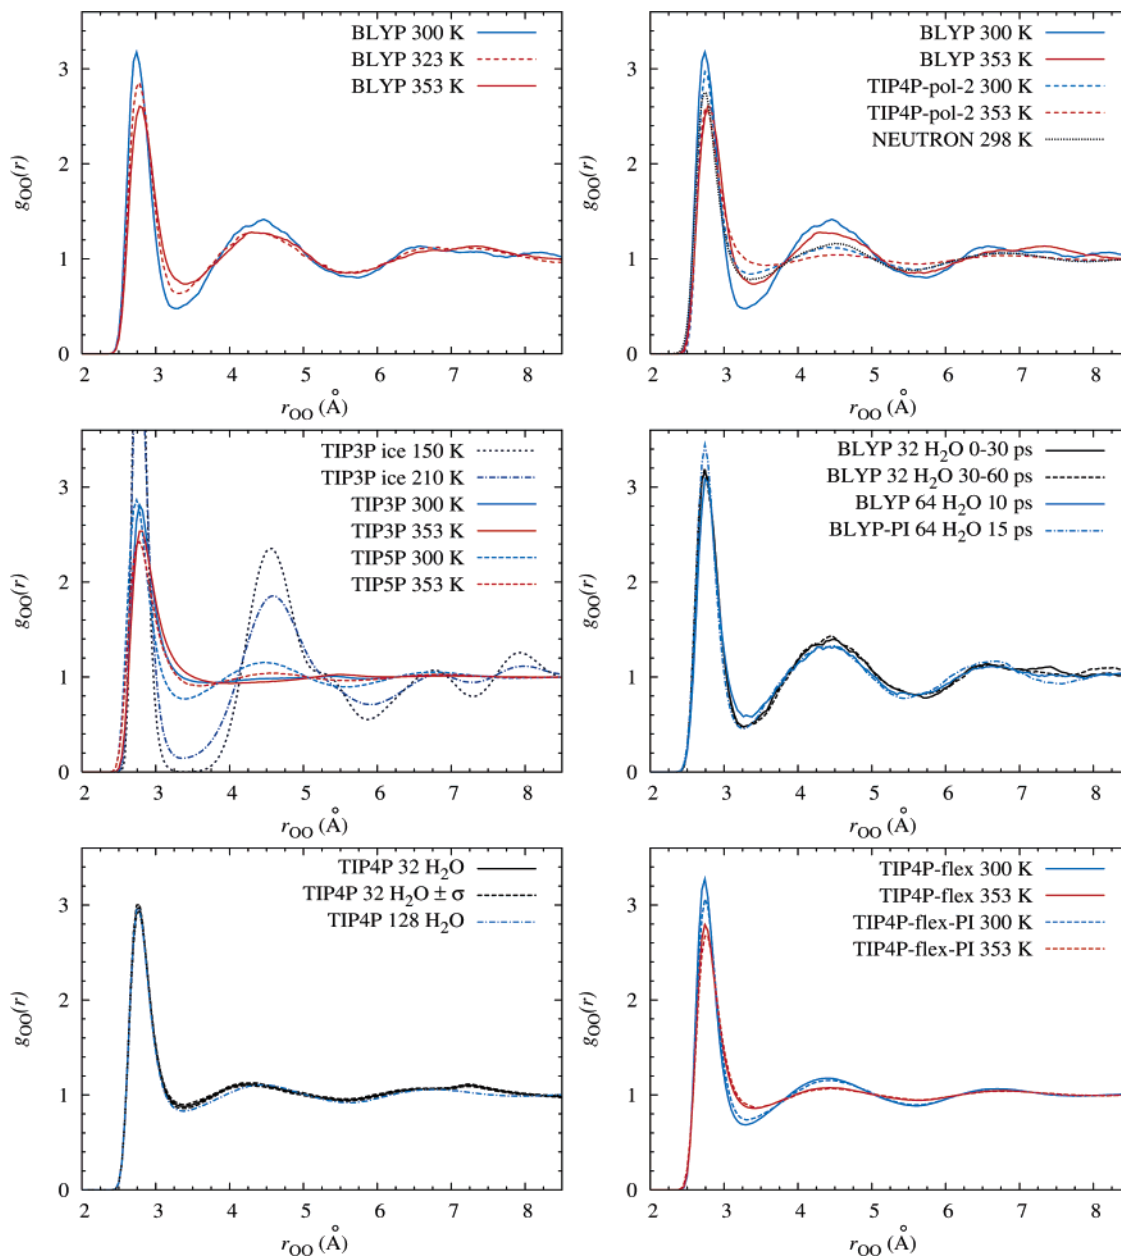 BLYP 300 K
BLYP 323 K
BLYP 353 K
3
2
1
0
gOO(r)
2 3 4 5 6 7 8
rOO (Å)
BLYP 300 K
BLYP 353 K
TIP4P-pol-2 300 K
TIP4P-pol-2 353 K
NEUTRON 298 K
3
2
1
0
gOO(r)
2 3 4 5 6 7 8
rOO (Å)
TIP3P ice 150 K
TIP3P ice 210 K
TIP3P 300 K
TIP3P 353 K
TIP5P 300 K
TIP5P 353 K
3
2
1
0
gOO(r)
2 3 4 5 6 7 8
rOO (Å)
BLYP 32 H2O 0-30 ps
BLYP 32 H2O 30-60 ps
BLYP 64 H2O 10 ps
BLYP-PI 64 H2O 15 ps
3
2
1
0
gOO(r)
2 3 4 5 6 7 8
rOO (Å)
TIP4P 32 H2O
TIP4P 32 H2O ± σ
TIP4P 128 H2O
3
2
1
0
gOO(r)
2 3 4 5 6 7 8
rOO (Å)
TIP4P-flex 300 K
TIP4P-flex 353 K
TIP4P-flex-PI 300 K
TIP4P-flex-PI 353 K
3
2
1
0
gOO(r)
2 3 4 5 6 7 8
rOO (Å)